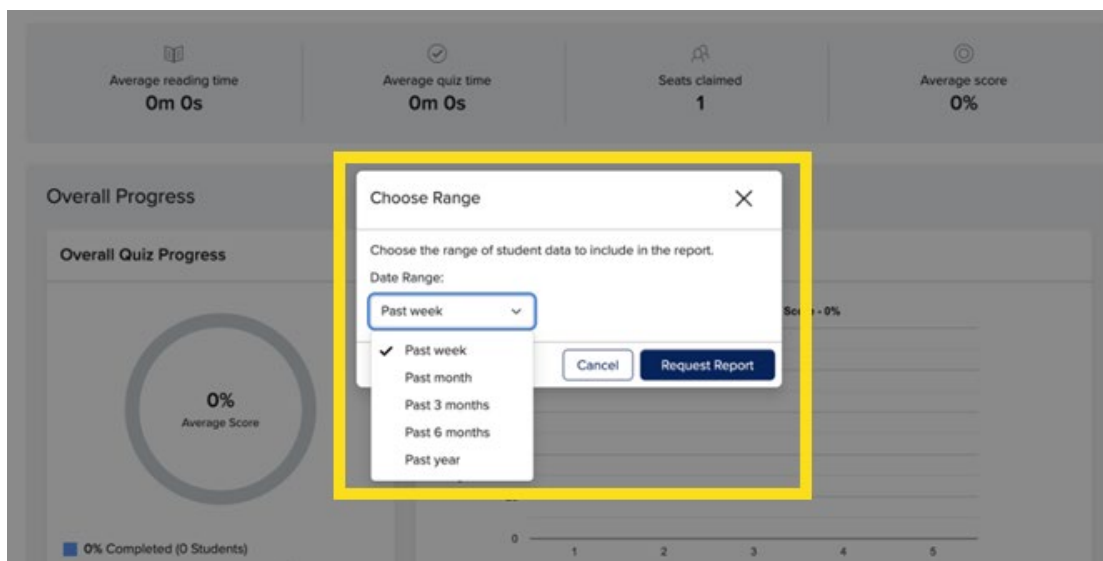 Average reading time
0m 0s
Average quiz time
0m 0s
Seats claimed
1
Average score
0%
Overall Progress
Overall Quiz Progress
0%
Average Score
0% Completed (0 Students)
Choose Range
Choose the range of student data to include in the report.
Date Range:
Past week
Past week
Past month
Past 3 months
Past 6 months
Past year
Cancel
Request Report
- 0%
0
1
2
3
4
5